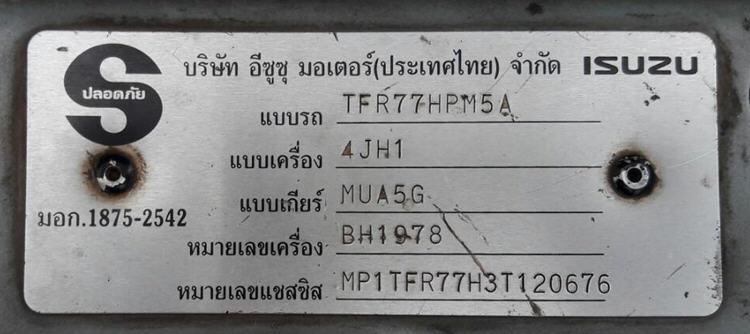 บริษัท อีซูซุ มอเตอร์(ประเทศไทย) จำกัด ISUZU
ปลอดภัย
แบบรถ TFR77HPM5A
แบบเครื่อง 4JH1
แบบเกียร์ MUA5G
มอก.1875-2542
หมายเลขเครื่อง BH1978
หมายเลขแชสซิส MP1TFR77H3T120676